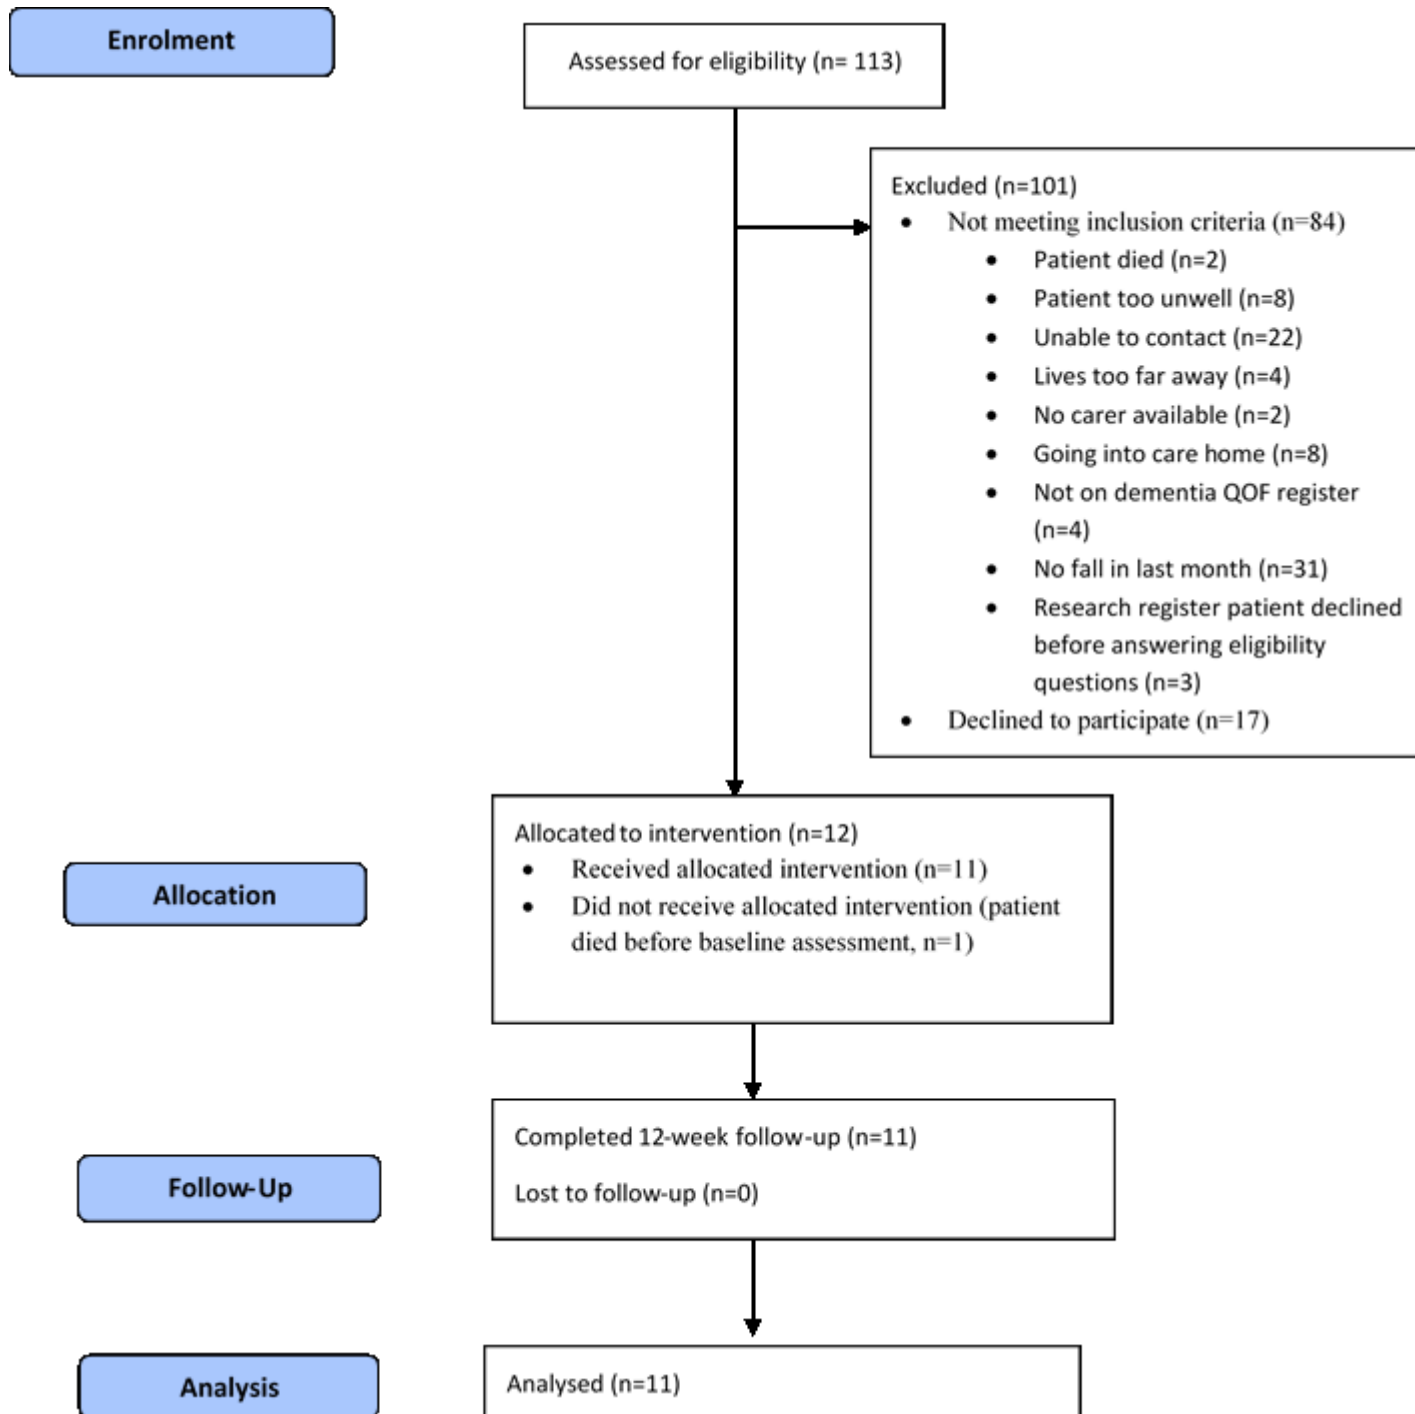 Enrolment
Assessed for eligibility (n= 113)
Excluded (n=101)
• Not meeting inclusion criteria (n=84)
• Patient died (n=2)
• Patient too unwell (n=8)
• Unable to contact (n=22)
• Lives too far away (n=4)
• No carer available (n=2)
• Going into care home (n=8)
• Not on dementia QOF register
(n=4)
• No fall in last month (n=31)
• Research register patient declined
before answering eligibility
questions (n=3)
• Declined to participate (n=17)
Allocation
Allocated to intervention (n=12)
• Received allocated intervention (n=11)
• Did not receive allocated intervention (patient
died before baseline assessment, n=1)
Follow-Up
Completed 12-week follow-up (n=11)
Lost to follow-up (n=0)
Analysis
Analysed (n=11)